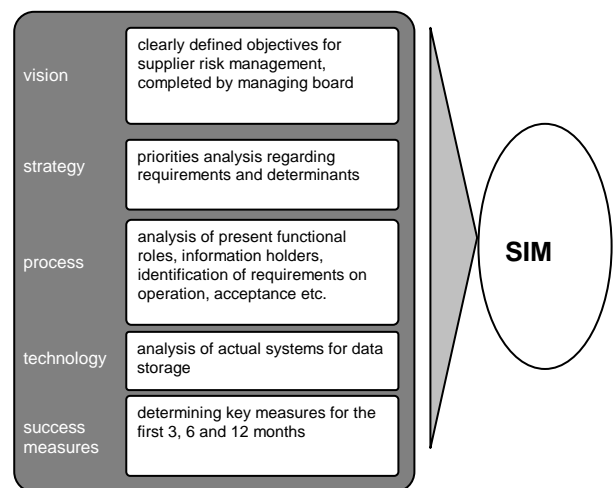 vision
clearly defined objectives for
supplier risk management,
completed by managing board
strategy
priorities analysis regarding
requirements and determinants
process
analysis of present functional
roles, information holders,
identification of requirements on
operation, acceptance etc.
technology
analysis of actual systems for data
storage
success
measures
determining key measures for the
first 3, 6 and 12 months
SIM